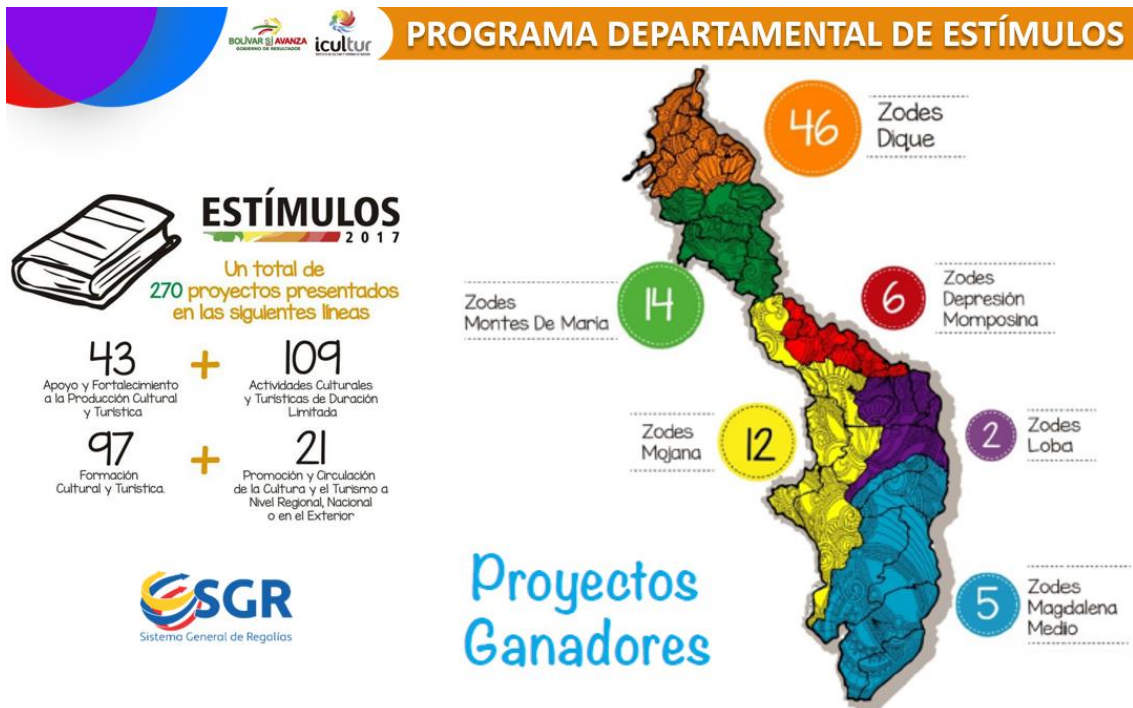 BOLÍVAR SÍ AVANZA
GOBIERNO DE RESULTADOS
icultur
PROGRAMA DEPARTAMENTAL DE ESTÍMULOS
ESTÍMULOS
2017
Un total de
270 proyectos presentados
en las siguientes líneas
43
Apoyo y Fortalecimiento
a la Producción Cultural
y Turística
+
109
Actividades Culturales
y Turísticas de Duración
Limitada
97
Formación
Cultural y Turística.
+
21
Promoción y Circulación
de la Cultura y el Turismo a
Nivel Regional, Nacional
o en el Exterior
SGR
Sistema General de Regalías
46
Zodes
Dique
Zodes
Montes De Maria
14
6
Zodes
Depresión
Momposina
Zodes
Mojana
12
2
Zodes
Loba
5
Zodes
Magdalena
Medio
Proyectos
Ganadores